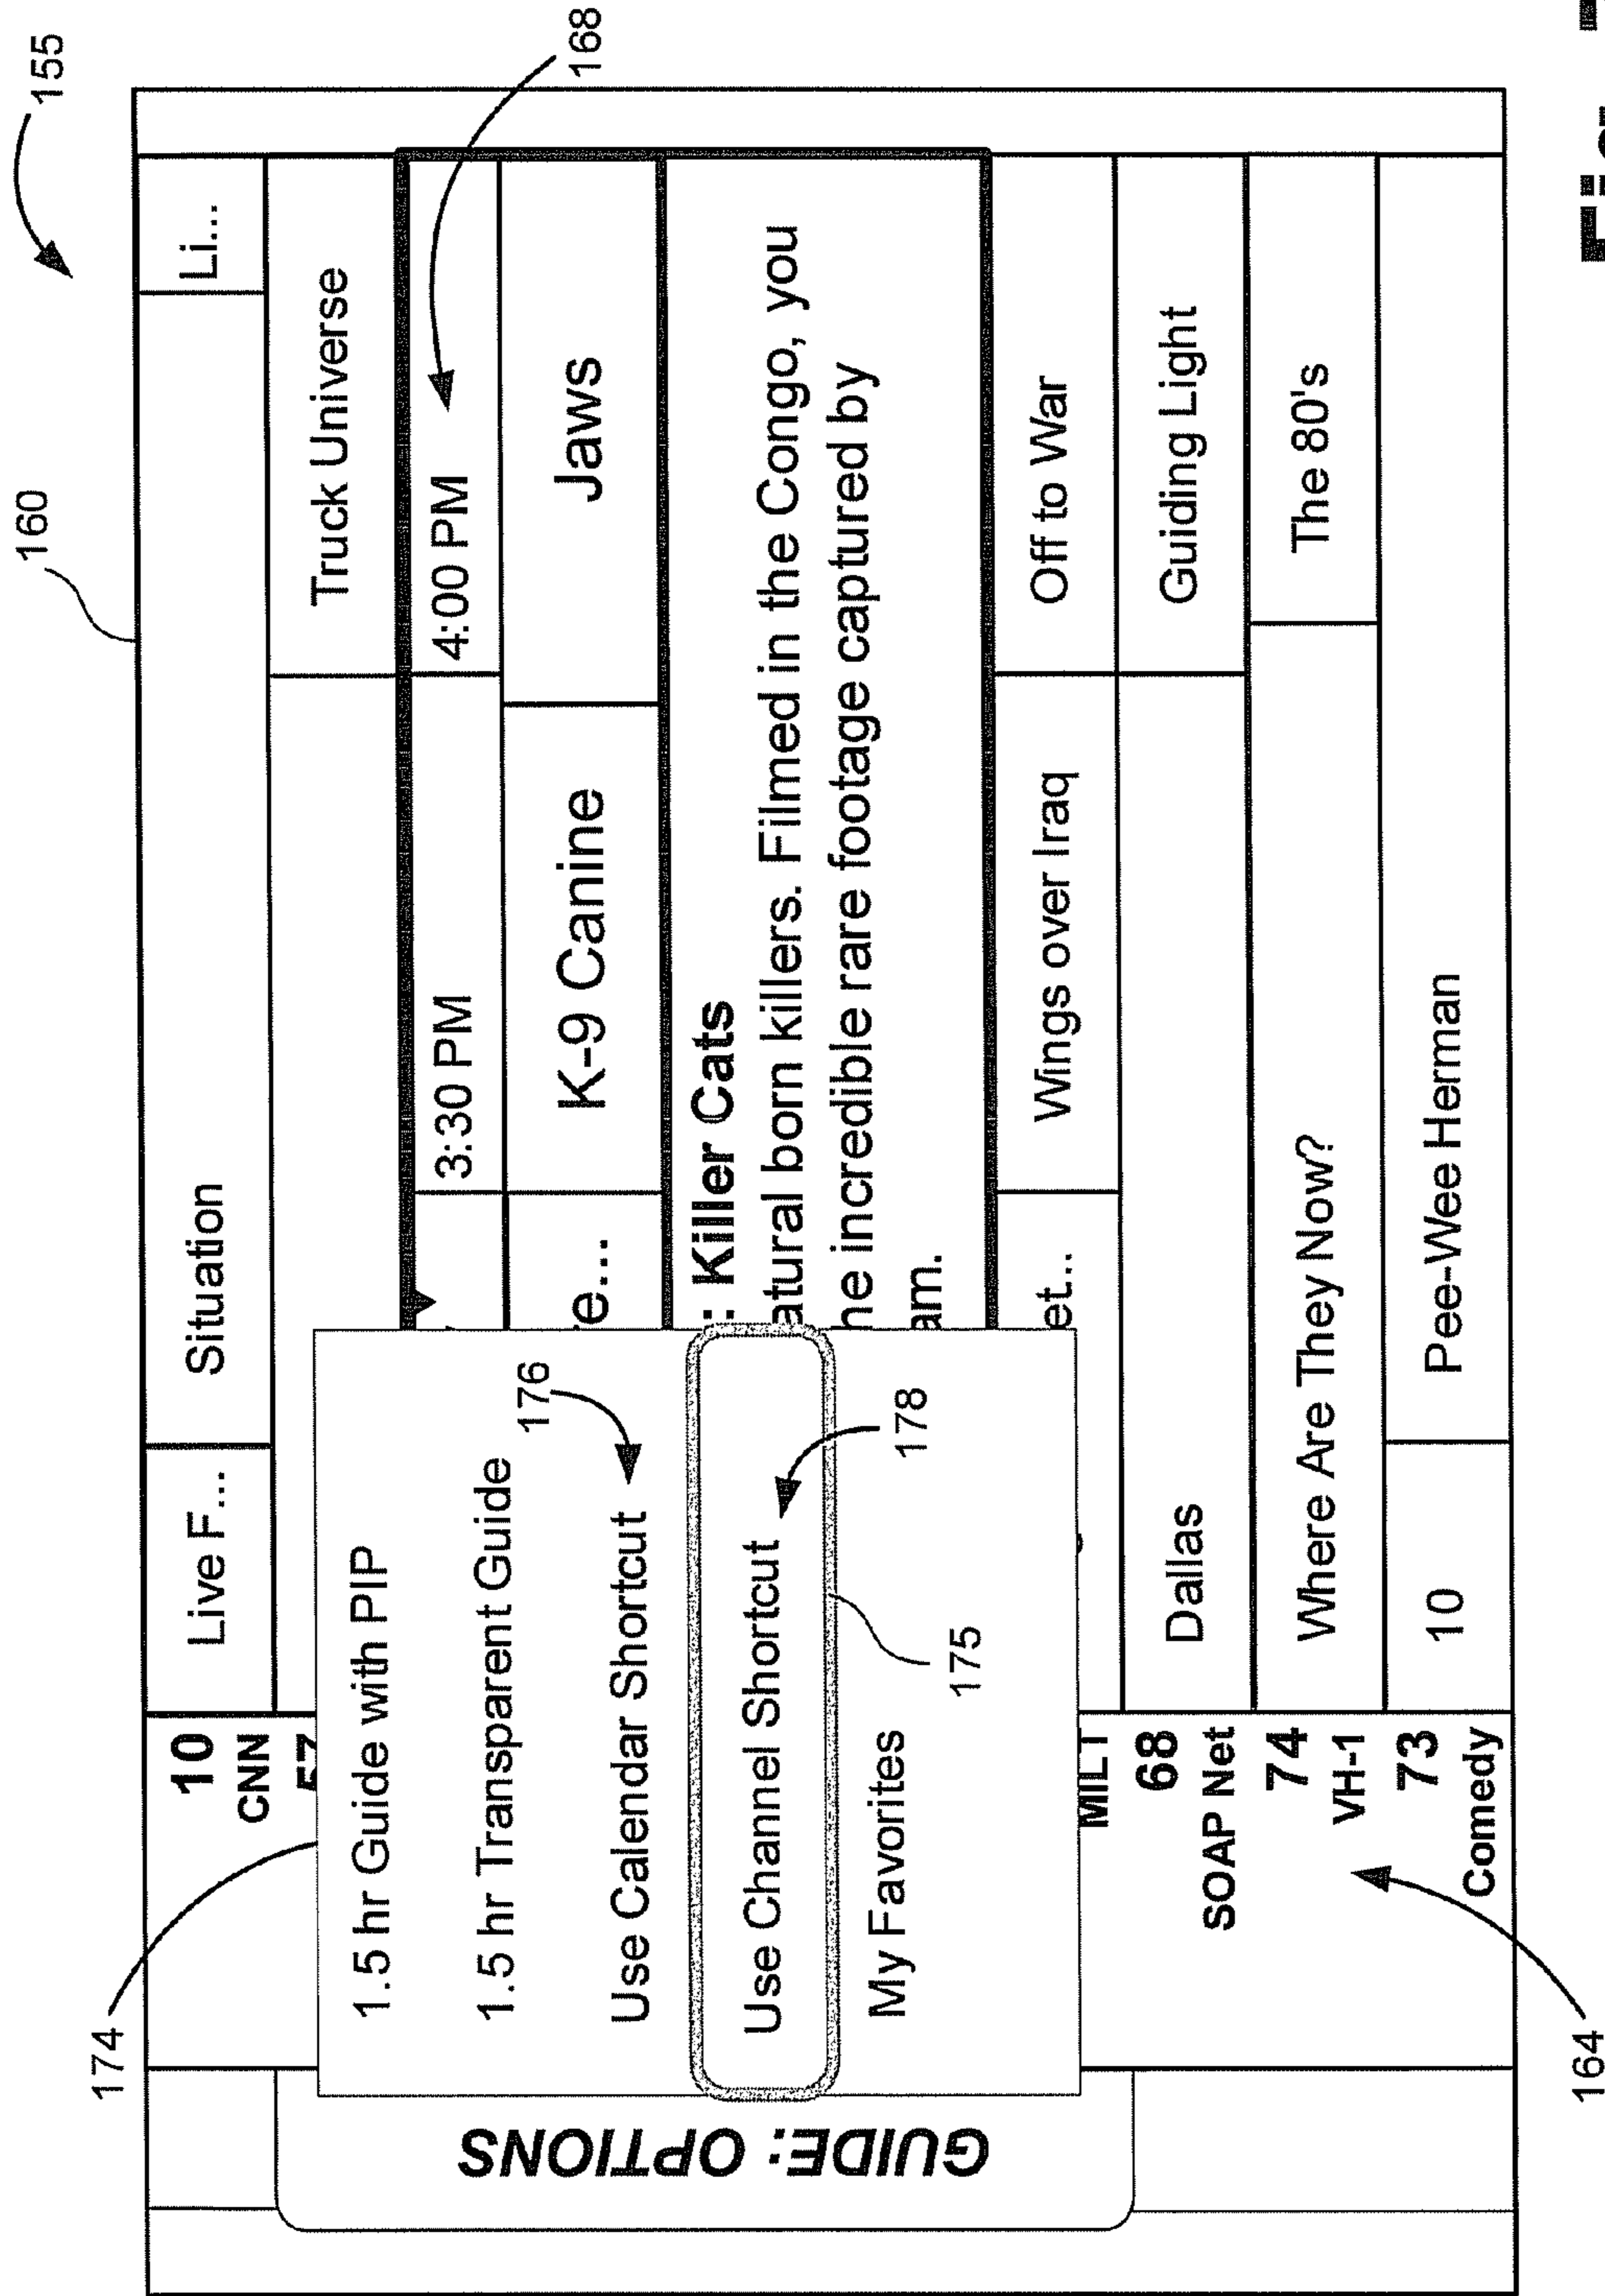 155
160
Live F...
Situation
Li...
10
CNN
57
Truck Universe
168
3:30 PM
4:00 PM
K-9 Canine
Jaws
: Killer Cats
atural born killers. Filmed in the Congo, you
incredible rare footage captured by
am.
174
1.5 hr Guide with PIP
1.5 hr Transparent Guide
176
Use Calendar Shortcut
Use Channel Shortcut
178
175
My Favorites
GUIDE: OPTIONS
MILT
et...
Wings over Iraq
Off to War
68
SOAP Net
Dallas
Guiding Light
74
VH-1
Where Are They Now?
The 80's
73
Comedy
10
Pee-Wee Herman
164